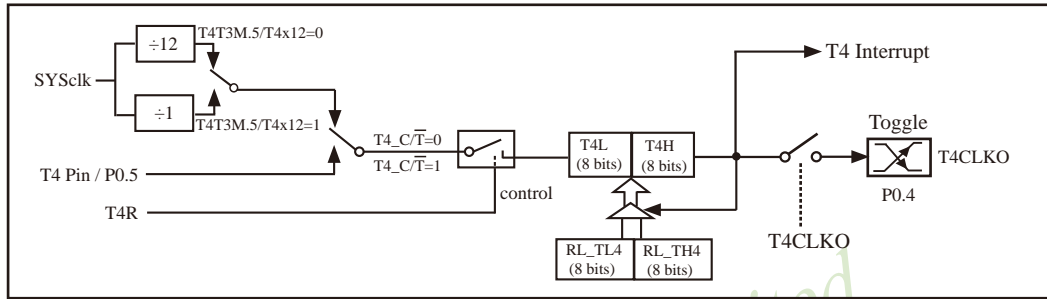 ÷12
T4T3M.5/T4x12=0
SYSclk
÷1
T4T3M.5/T4x12=1
T4_C/T̅=0
T4_C/T̅=1
T4 Pin / P0.5
T4R
control
T4L
(8 bits)
T4H
(8 bits)
RL_TL4
(8 bits)
RL_TH4
(8 bits)
T4 Interrupt
Toggle
T4CLKO
P0.4
T4CLKO